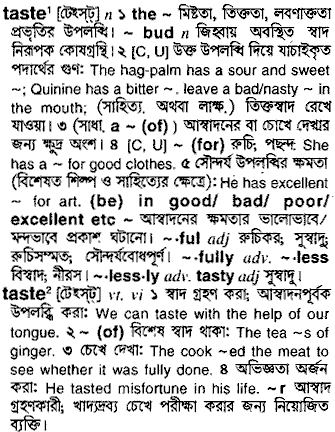 taste¹ [টেইস্‌ট্] n ১ the ~ মিষ্টতা, তিক্ততা, লবণাক্ততা
প্রভৃতির উপলব্ধি। ~ bud n জিহ্বায় অবস্থিত স্বাদ
নিরূপক কোষগ্রন্থি। ২ [C, U] উক্ত উপলব্ধি দিয়ে যাচাইকৃত
পদার্থের গুণ: The hag-palm has a sour and sweet
~; Quinine has a bitter ~. leave a bad/nasty ~ in
the mouth; (সাহিত্য. অথবা লাক্ষ.) তিক্তস্বাদ রেখে
যাওয়া। ৩ (সাধা. a ~ (of)) আস্বাদনের বা চোখে দেখার
জন্য ক্ষুদ্র অংশ। ৪ [C, U] ~ (for) রুচি; পছন্দ: She
has a ~ for good clothes. ৫ সৌন্দর্য উপলব্ধির ক্ষমতা
(বিশেষত শিল্প ও সাহিত্যের ক্ষেত্রে): He has excellent
~ for art. (be) in good/ bad/ poor/
excellent etc ~ আস্বাদনের ক্ষমতার ভালোভাবে/
মন্দভাবে প্রকাশ ঘটানো। ~·ful adj রুচিকর; সুস্বাদু;
রুচিসম্মত; সৌন্দর্যবোধপূর্ণ। ~·fully adv. ~·less
বিস্বাদ; নীরস। ~·less·ly adv. tasty adj সুস্বাদু।
taste² [টেইস্‌ট্] vt. vi ১ স্বাদ গ্রহণ করা; আস্বাদনপূর্বক
উপলব্ধি করা: We can taste with the help of our
tongue. ২ ~ (of) বিশেষ স্বাদ থাকা: The tea ~s of
ginger. ৩ চেখে দেখা: The cook ~ed the meat to
see whether it was fully done. ৪ অভিজ্ঞতা অর্জন
করা: He tasted misfortune in his life. ~r আস্বাদ
গ্রহণকারী; খাদ্যদ্রব্য চেখে পরীক্ষা করার জন্য নিয়োজিত
ব্যক্তি।